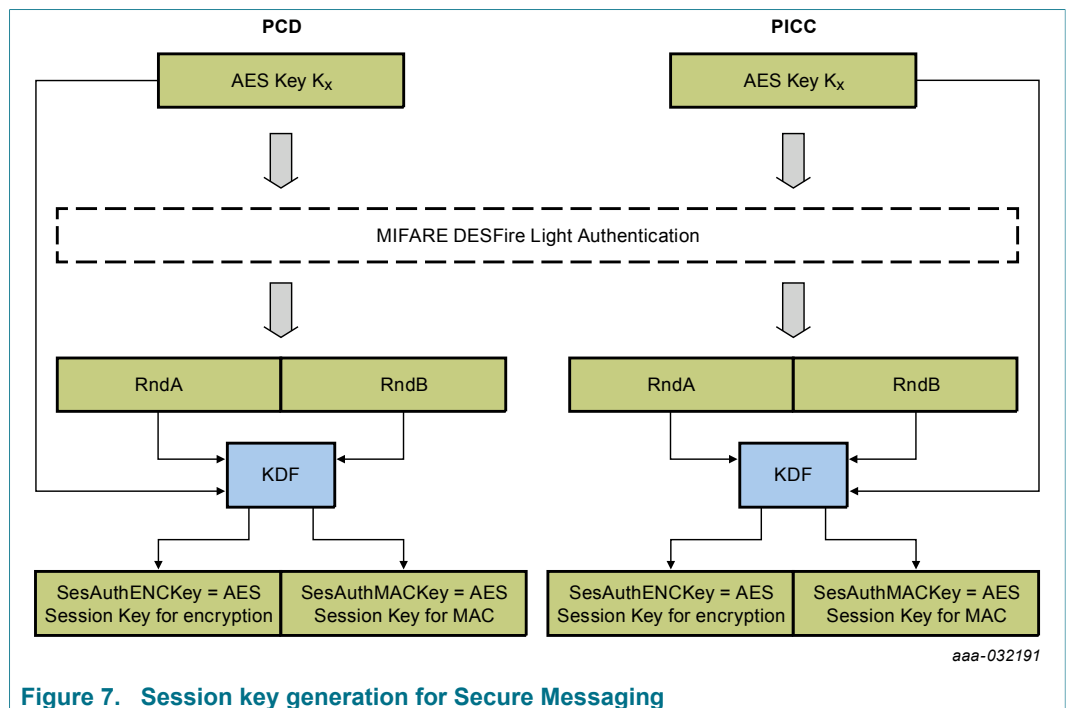 PCD
PICC
AES Key Kx
AES Key Kx
MIFARE DESFire Light Authentication
RndA
RndB
RndA
RndB
KDF
KDF
SesAuthENCKey = AES
Session Key for encryption
SesAuthMACKey = AES
Session Key for MAC
SesAuthENCKey = AES
Session Key for encryption
SesAuthMACKey = AES
Session Key for MAC
aaa-032191
Figure 7. Session key generation for Secure Messaging